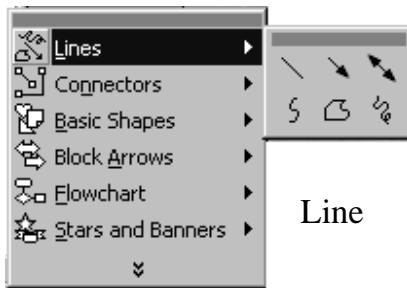 Lines
Connectors
Basic Shapes
Block Arrows
Flowchart
Stars and Banners
Line